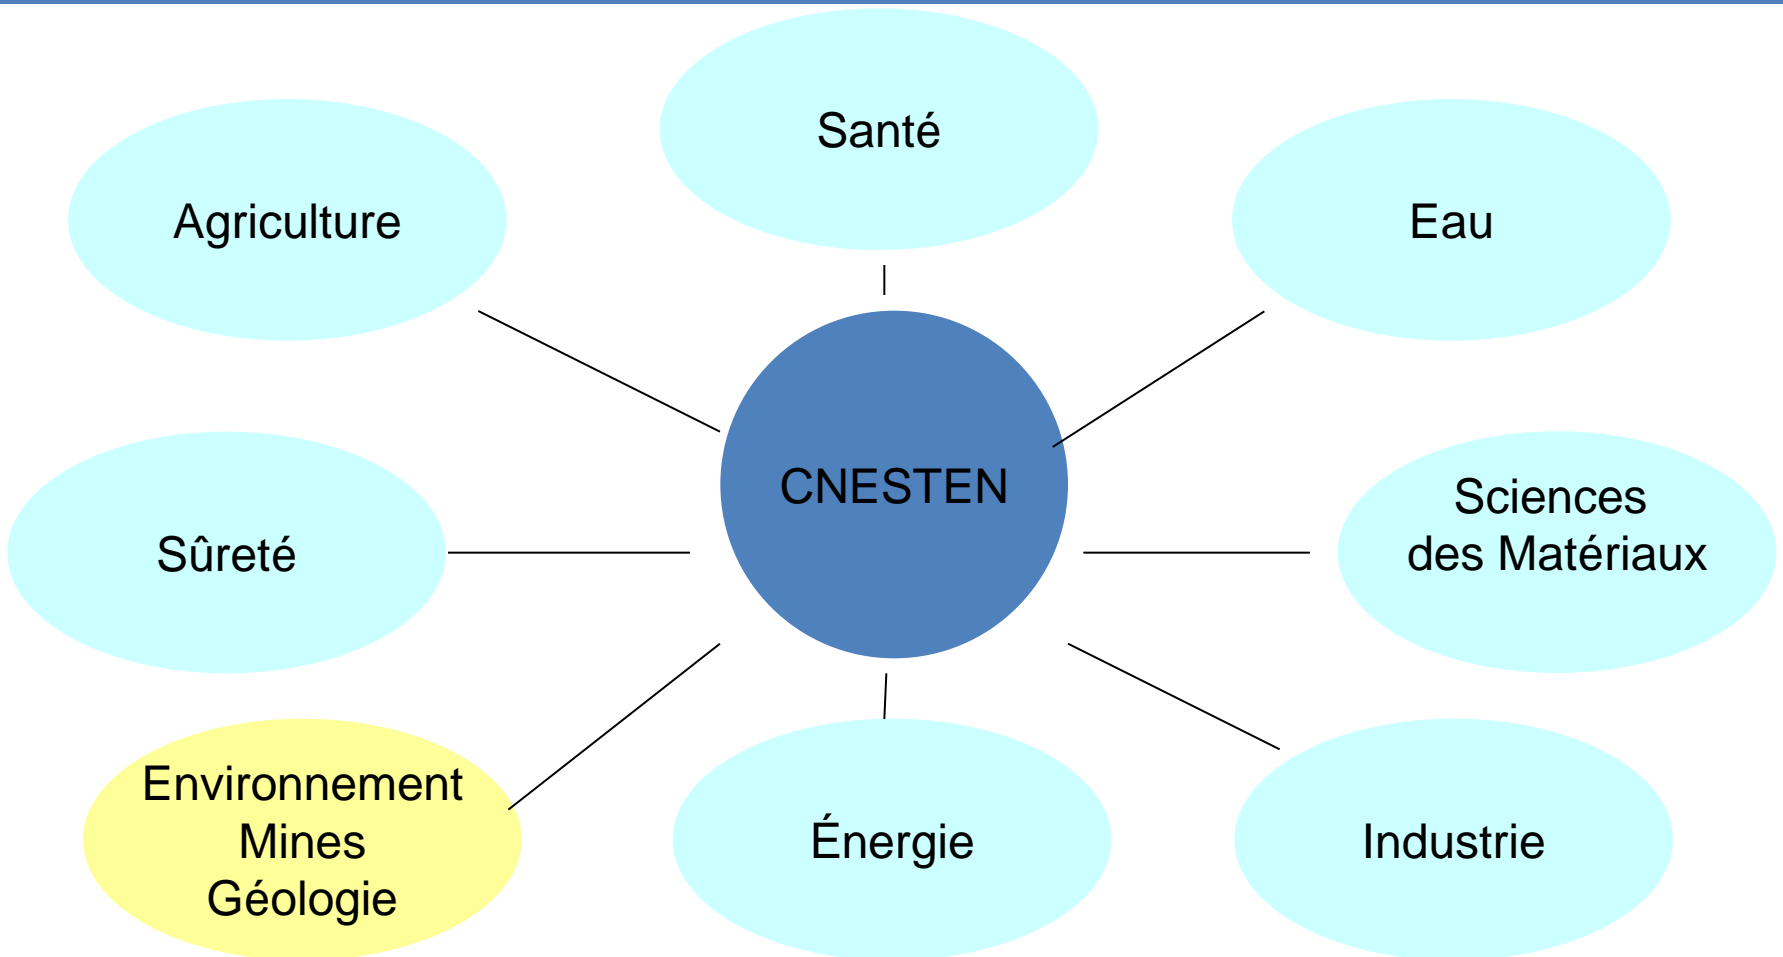 Santé
Agriculture
Eau
CNESTEN
Sciences
des Matériaux
Sûreté
Environnement
Mines
Géologie
Énergie
Industrie